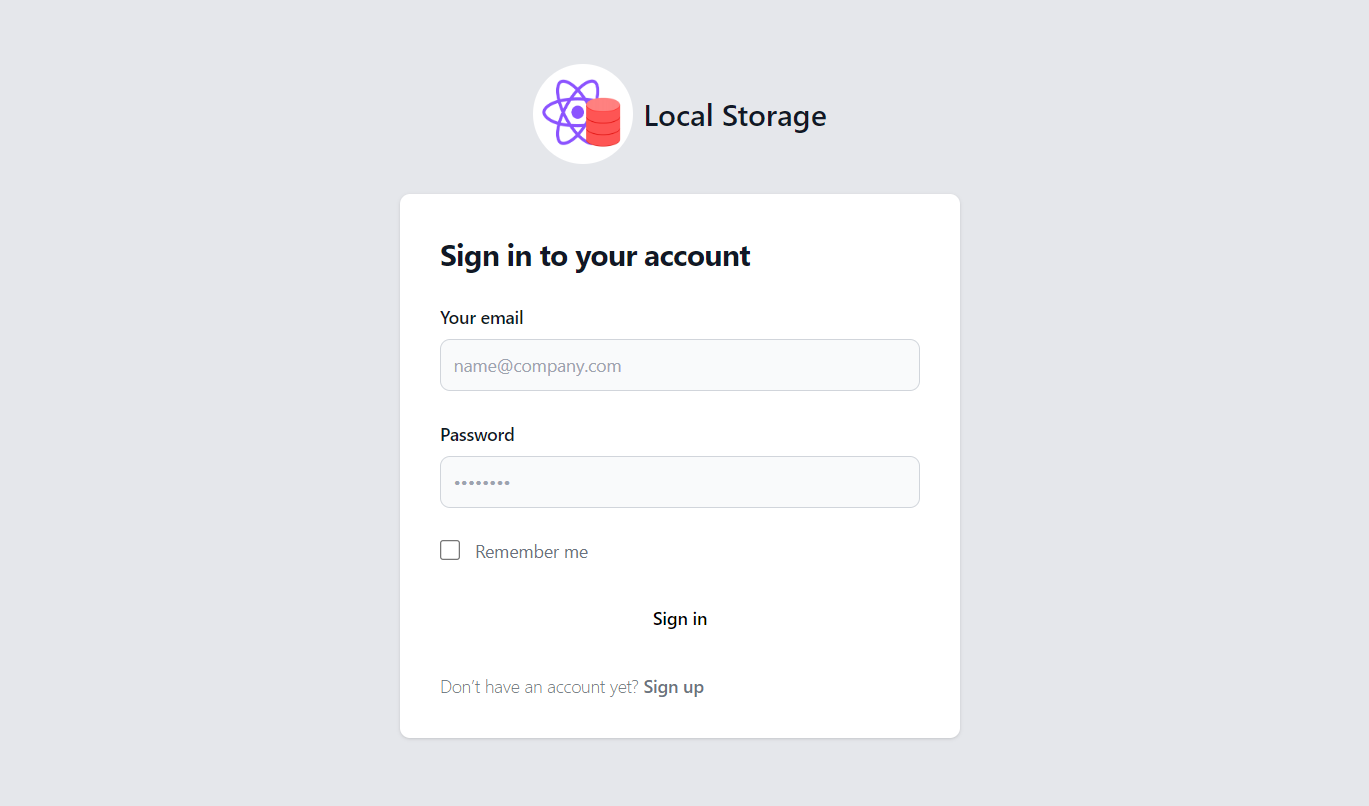 Local Storage
Sign in to your account
Your email
name@company.com
Password
••••••••
Remember me
Sign in
Don’t have an account yet? Sign up